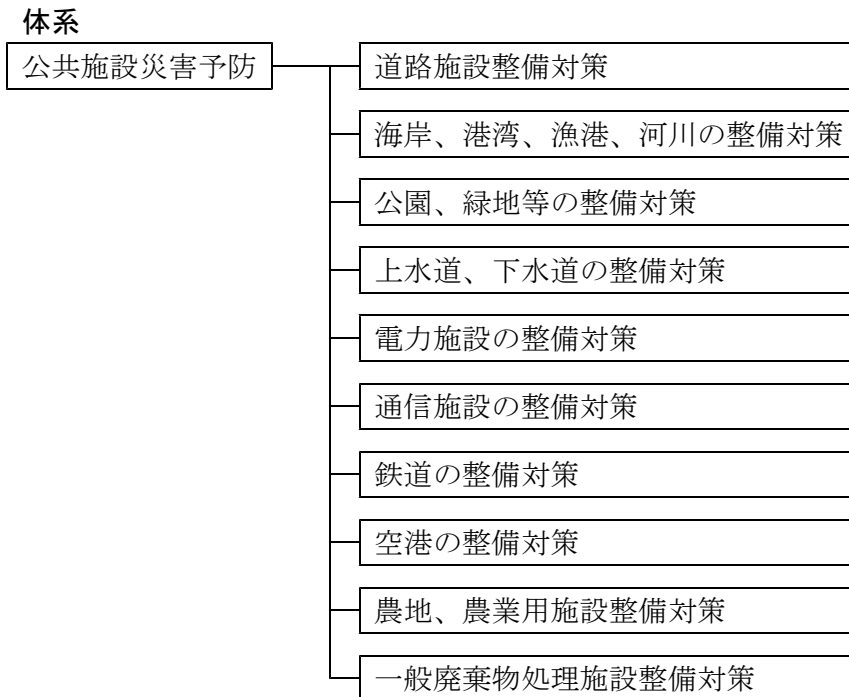 体系
公共施設災害予防
道路施設整備対策
海岸、港湾、漁港、河川の整備対策
公園、緑地等の整備対策
上水道、下水道の整備対策
電力施設の整備対策
通信施設の整備対策
鉄道の整備対策
空港の整備対策
農地、農業用施設整備対策
一般廃棄物処理施設整備対策